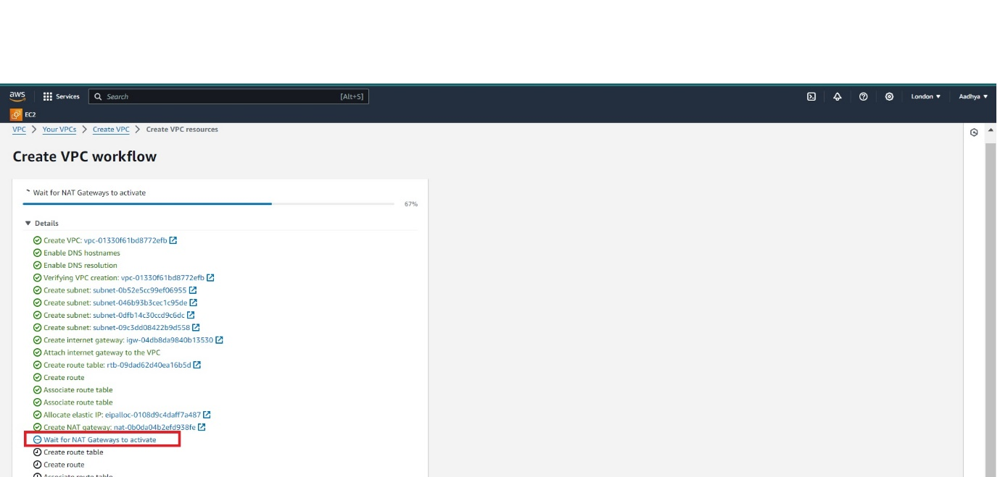 aws Services Search [Alt+S] London Aadhya
EC2
VPC Your VPCs Create VPC Create VPC resources
Create VPC workflow
Wait for NAT Gateways to activate
67%
Details
Create VPC: vpc-01330f61bd8772efb
Enable DNS hostnames
Enable DNS resolution
Verifying VPC creation: vpc-01330f61bd8772efb
Create subnet: subnet-0b52e5cc99ef06955
Create subnet: subnet-046b93b3cec1c95de
Create subnet: subnet-0dfb14c30ccd9c6dc
Create subnet: subnet-09c3dd08422b9d558
Create internet gateway: igw-04db8da9840b13530
Attach internet gateway to the VPC
Create route table: rtb-09dad62d40ea16b5d
Create route
Associate route table
Associate route table
Allocate elastic IP: eipalloc-0108d9c4daff7a487
Create NAT gateway: nat-0b0da04b2efd938fe
Wait for NAT Gateways to activate
Create route table
Create route
Associate route table